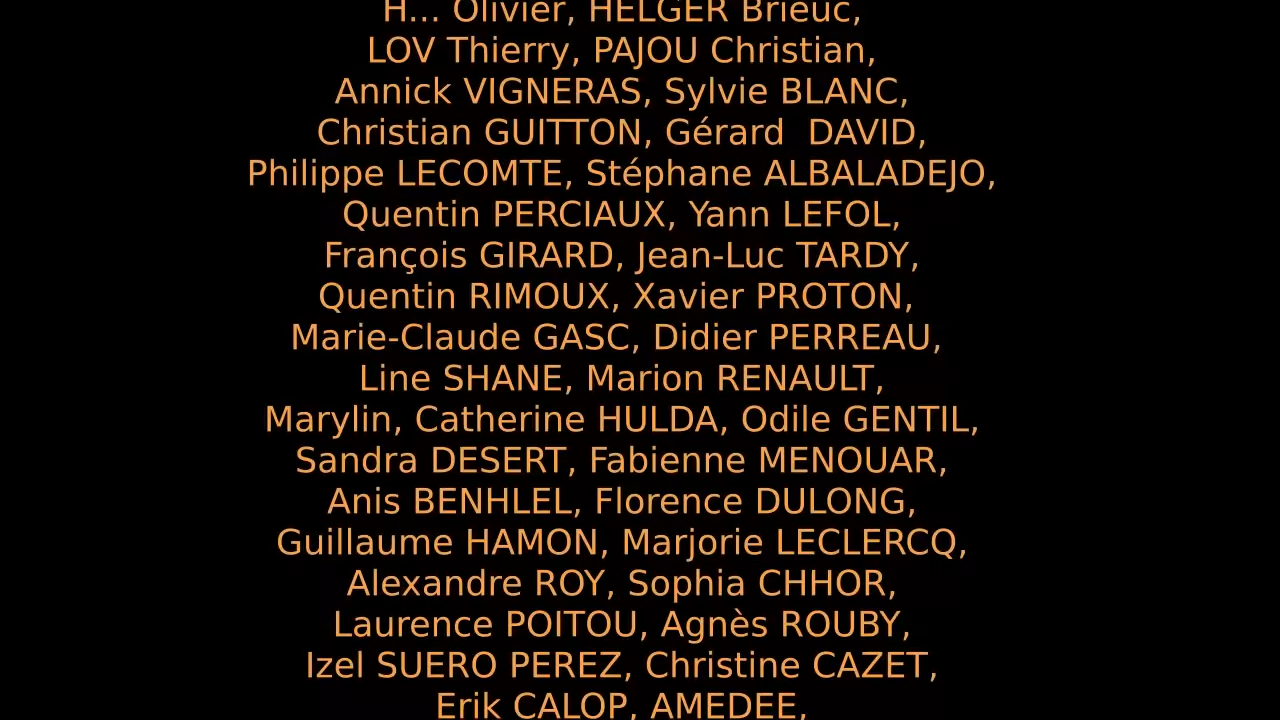 H... Olivier, HELGER Brieuc,
LOV Thierry, PAJOU Christian,
Annick VIGNERAS, Sylvie BLANC,
Christian GUITTON, Gérard  DAVID,
Philippe LECOMTE, Stéphane ALBALADEJO,
Quentin PERCIAUX, Yann LEFOL,
François GIRARD, Jean-Luc TARDY,
Quentin RIMOUX, Xavier PROTON,
Marie-Claude GASC, Didier PERREAU,
Line SHANE, Marion RENAULT,
Marylin, Catherine HULDA, Odile GENTIL,
Sandra DESERT, Fabienne MENOUAR,
Anis BENHLEL, Florence DULONG,
Guillaume HAMON, Marjorie LECLERCQ,
Alexandre ROY, Sophia CHHOR,
Laurence POITOU, Agnès ROUBY,
Izel SUERO PEREZ, Christine CAZET,
Erik CALOP, AMEDEE,